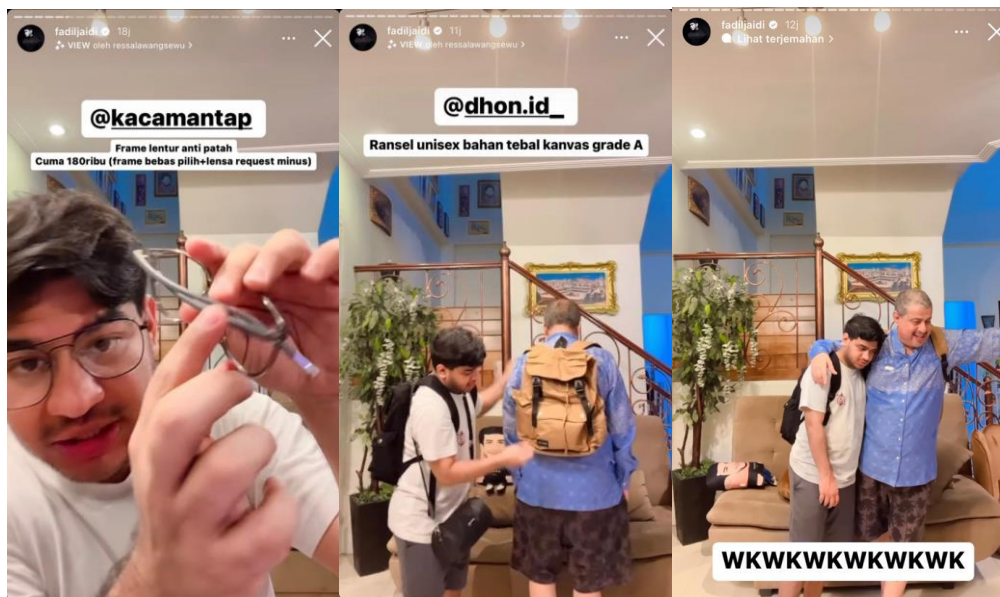 fadiljaidi 18j
VIEW oleh ressalawangsewu >
@kacamantap
Frame lentur anti patah
Cuma 180ribu (frame bebas pilih+lensa request minus)
fadiljaidi 11j
VIEW oleh ressalawangsewu >
@dhon.id_
Ransel unisex bahan tebal kanvas grade A
fadiljaidi 12j
Lihat terjemahan >
WKWKWKWKWKWK